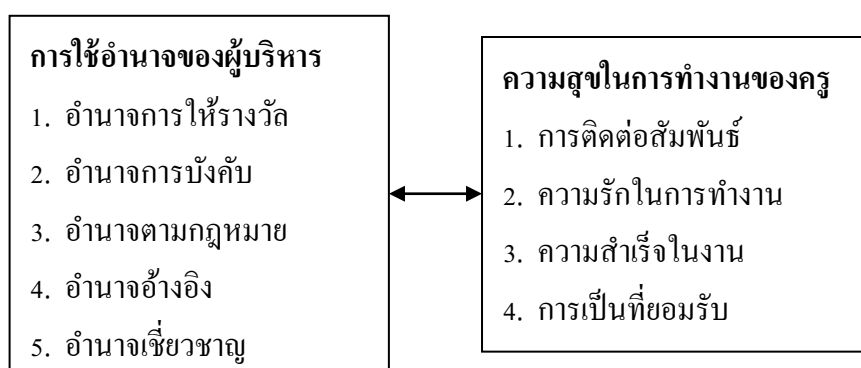 การใช้อำนาจของผู้บริหาร
1. อำนาจการให้รางวัล
2. อำนาจการบังคับ
3. อำนาจตามกฎหมาย
4. อำนาจอ้างอิง
5. อำนาจเชี่ยวชาญ
ความสุขในการทำงานของครู
1. การติดต่อสัมพันธ์
2. ความรักในการทำงาน
3. ความสำเร็จในงาน
4. การเป็นที่ยอมรับ